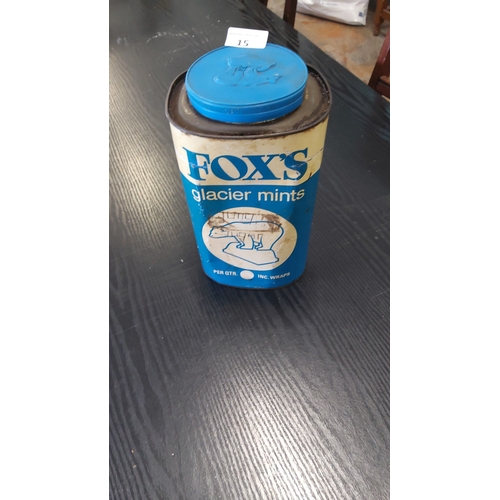 15
FOX'S
glacier mints
PER QTR. INC. WRAPS